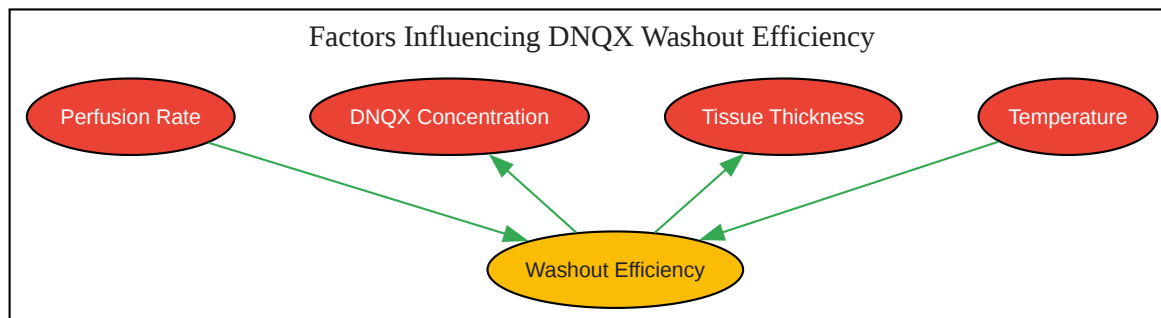 Factors Influencing DNQX Washout Efficiency
Perfusion Rate
DNQX Concentration
Tissue Thickness
Temperature
Washout Efficiency